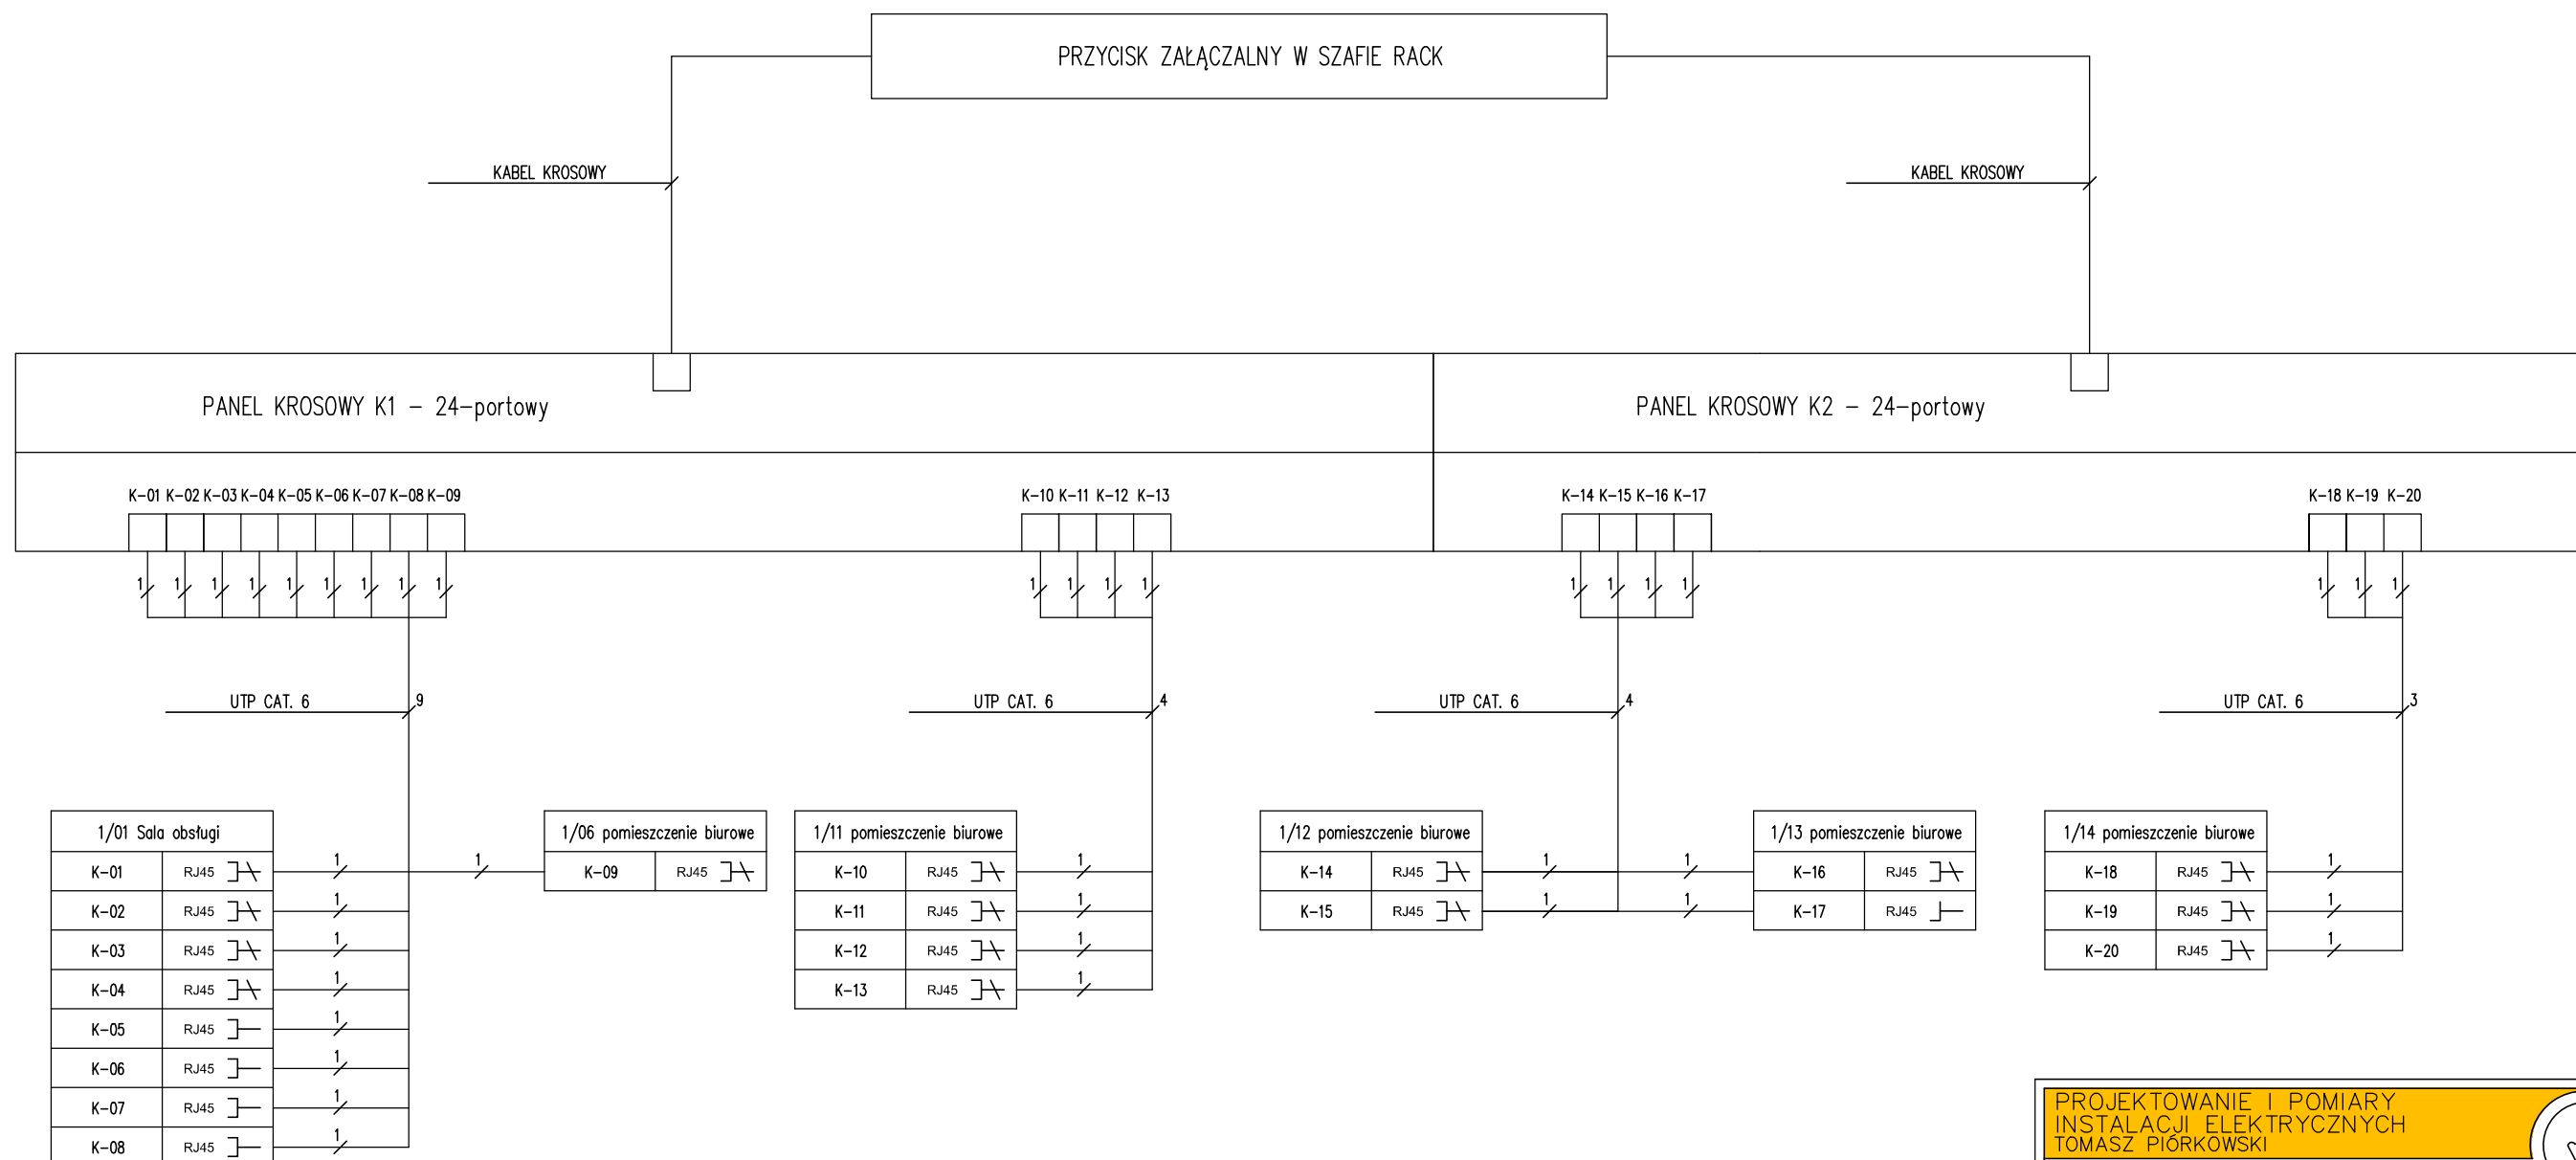 PRZYCISK ZAŁĄCZALNY W SZAFIE RACK
KABEL KROSOWY
KABEL KROSOWY
PANEL KROSOWY K1 – 24–portowy
PANEL KROSOWY K2 – 24–portowy
K–01 K–02 K–03 K–04 K–05 K–06 K–07 K–08 K–09
K–10 K–11 K–12 K–13
K–14 K–15 K–16 K–17
K–18 K–19 K–20
1 1 1 1 1 1 1 1 1
1 1 1 1
1 1 1 1
1 1 1
UTP CAT. 6 9
UTP CAT. 6 4
UTP CAT. 6 4
UTP CAT. 6 3
1/01 Sala obsługi
K–01 RJ45 1
K–02 RJ45 1
K–03 RJ45 1
K–04 RJ45 1
K–05 RJ45 1
K–06 RJ45 1
K–07 RJ45 1
K–08 RJ45 1
1/06 pomieszczenie biurowe
1 K–09 RJ45
1/11 pomieszczenie biurowe
K–10 RJ45 1
K–11 RJ45 1
K–12 RJ45 1
K–13 RJ45 1
1/12 pomieszczenie biurowe
K–14 RJ45 1
K–15 RJ45 1
1/13 pomieszczenie biurowe
1 K–16 RJ45
1 K–17 RJ45
1/14 pomieszczenie biurowe
K–18 RJ45 1
K–19 RJ45 1
K–20 RJ45 1
PROJEKTOWANIE I POMIARY
INSTALACJI ELEKTRYCZNYCH
TOMASZ PIÓRKOWSKI